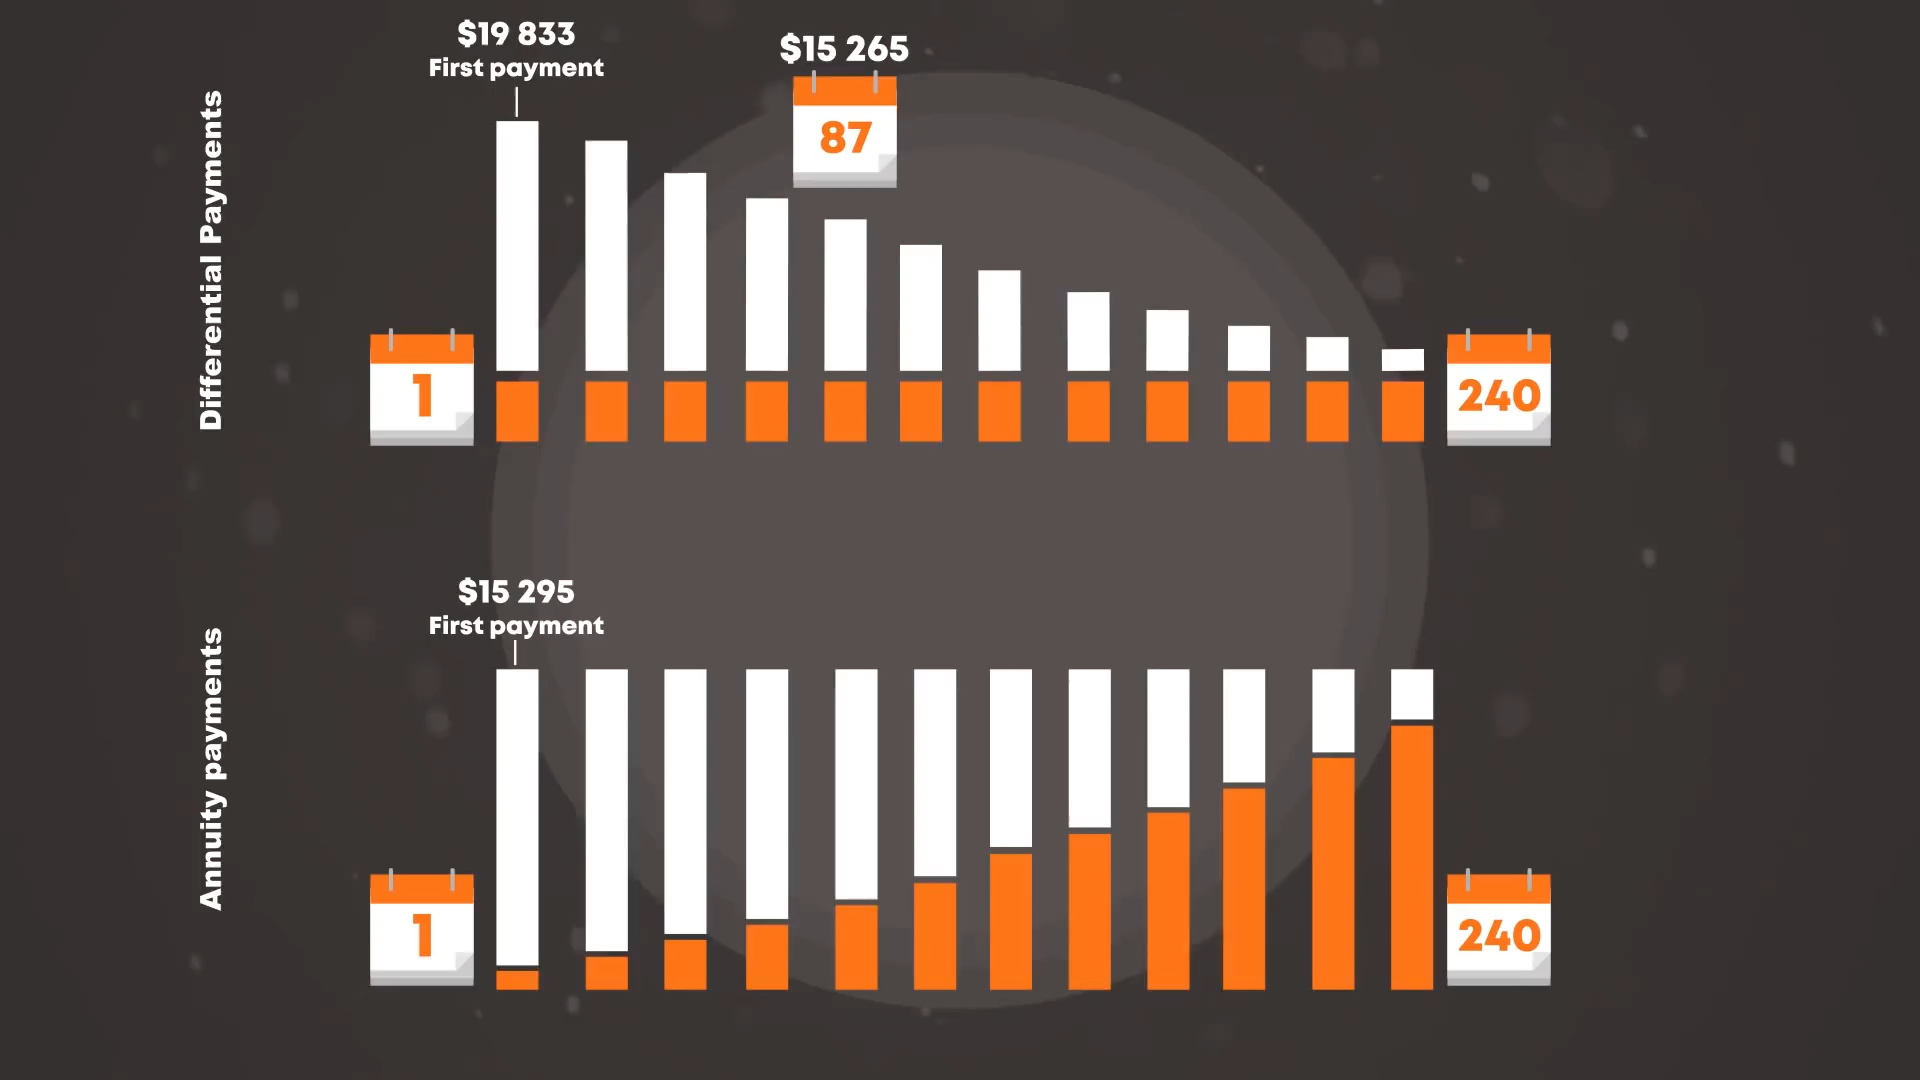 Differential Payments
$19 833
First payment
$15 265
87
1
240
Annuity payments
$15 295
First payment
1
240